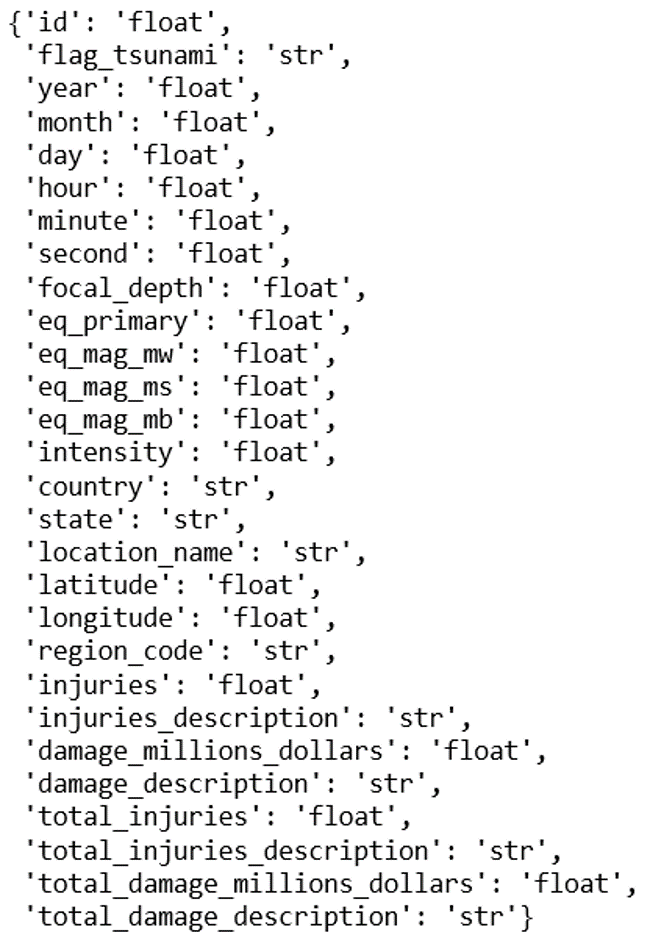 {'id': 'float',
'flag_tsunami': 'str',
'year': 'float',
'month': 'float',
'day': 'float',
'hour': 'float',
'minute': 'float',
'second': 'float',
'focal_depth': 'float',
'eq_primary': 'float',
'eq_mag_mw': 'float',
'eq_mag_ms': 'float',
'eq_mag_mb': 'float',
'intensity': 'float',
'country': 'str',
'state': 'str',
'location_name': 'str',
'latitude': 'float',
'longitude': 'float',
'region_code': 'str',
'injuries': 'float',
'injuries_description': 'str',
'damage_millions_dollars': 'float',
'damage_description': 'str',
'total_injuries': 'float',
'total_injuries_description': 'str',
'total_damage_millions_dollars': 'float',
'total_damage_description': 'str'}